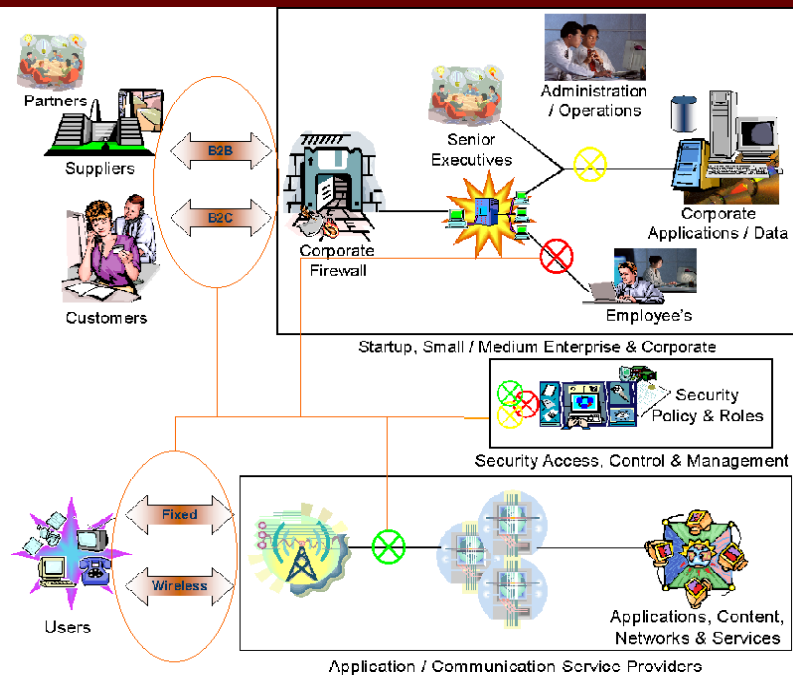 Partners
Suppliers
Customers
B2B
B2C
Corporate
Firewall
Senior
Executives
Administration
/ Operations
Corporate
Applications / Data
Employee's
Startup, Small / Medium Enterprise & Corporate
Security
Policy & Roles
Security Access, Control & Management
Users
Fixed
Wireless
Applications, Content,
Networks & Services
Application / Communication Service Providers